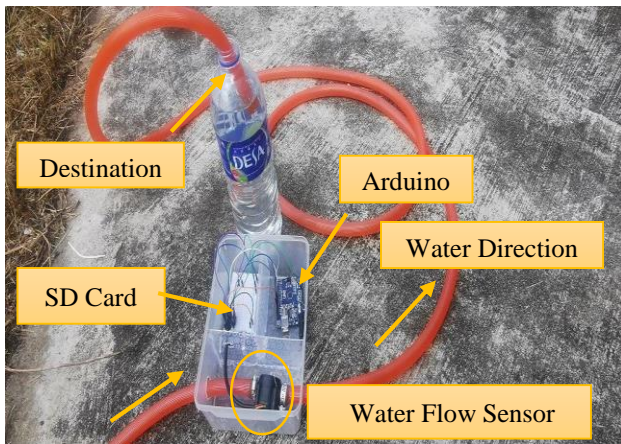 Destination
DESA
Arduino
Water Direction
SD Card
Water Flow Sensor